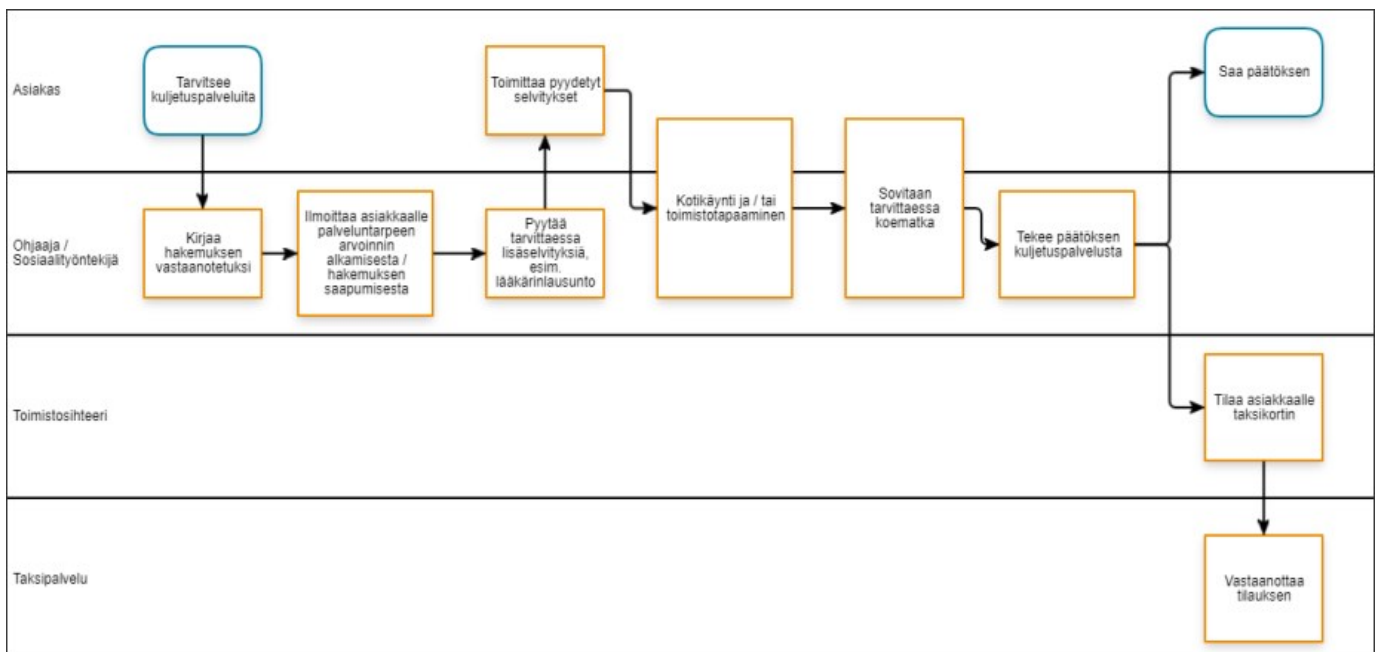 Asiakas
Tarvitsee
kuljetuspalveluita
Toimittaa pyydetyt
selvitykset
Saa päätöksen
Ohjaaja /
Sosiaalityöntekijä
Kirjaa
hakemuksen
vastaanotetuksi
Ilmoittaa asiakkaalle
palveluntarpeen
arvoinnin
alkamisesta /
hakemuksen
saapumisesta
Pyytää
tarvittaessa
lisäselvityksiä,
esim.
lääkärinlausunto
Kotikäynti ja / tai
toimistotapaaminen
Sovitaan
tarvittaessa
koematka
Tekee päätöksen
kuljetuspalvelusta
Toimistosihteeri
Tilaa asiakkaalle
taksikortin
Taksipalvelu
Vastaanottaa
tilauksen